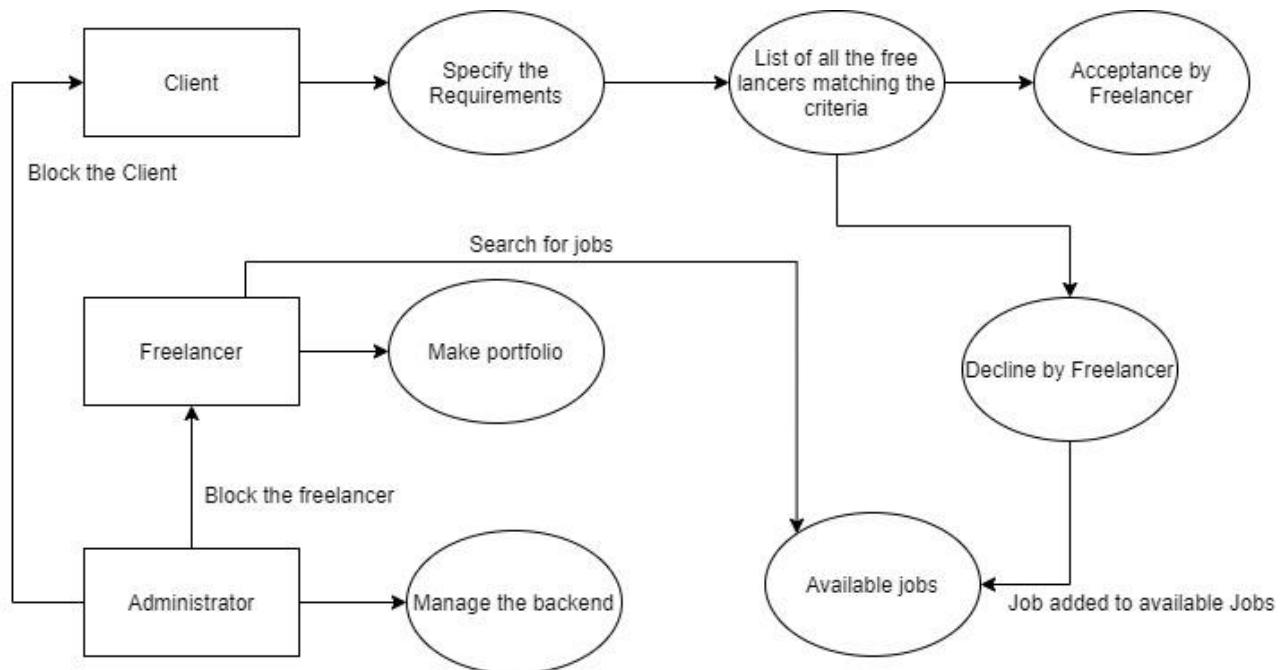 Client
Specify the
Requirements
List of all the free
lancers matching the
criteria
Acceptance by
Freelancer
Block the Client
Search for jobs
Freelancer
Make portfolio
Decline by Freelancer
Block the freelancer
Administrator
Manage the backend
Available jobs
Job added to available Jobs